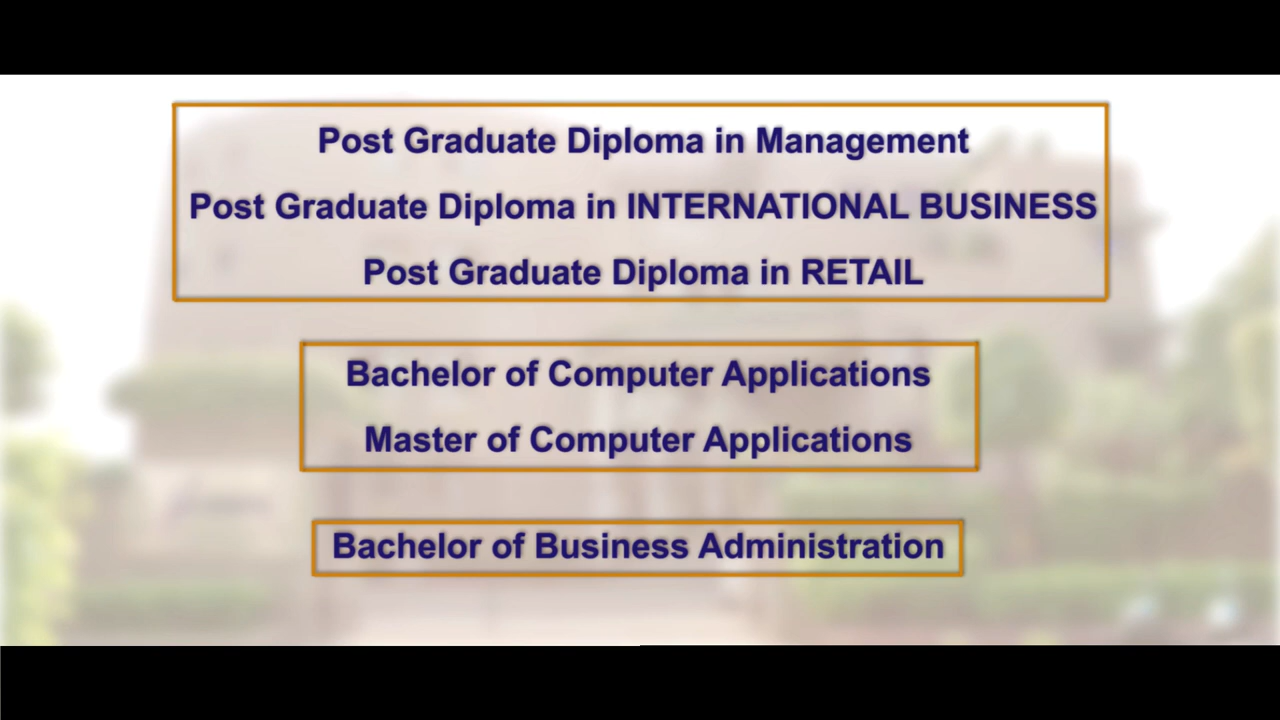 Post Graduate Diploma in Management
Post Graduate Diploma in INTERNATIONAL BUSINESS
Post Graduate Diploma in RETAIL
Bachelor of Computer Applications
Master of Computer Applications
Bachelor of Business Administration